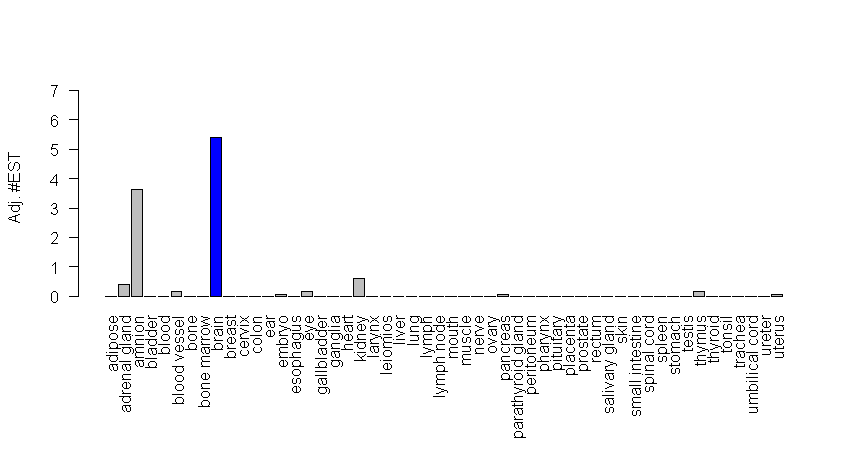 7
6
5
4
3
2
1
0
Adj. #EST
adipose
adrenal gland
amnion
bladder
blood
blood vessel
bone
bone marrow
brain
breast
cervix
colon
ear
embryo
esophagus
eye
gallbladder
ganglia
heart
kidney
larynx
leiomios
liver
lung
lymph
lymph node
mouth
muscle
nerve
ovary
pancreas
parathyroid gland
peritoneum
pharynx
pituitary
placenta
prostate
rectum
salivary gland
skin
small intestine
spinal cord
spleen
stomach
testis
thymus
thyroid
tonsil
trachea
umbilical cord
ureter
uterus